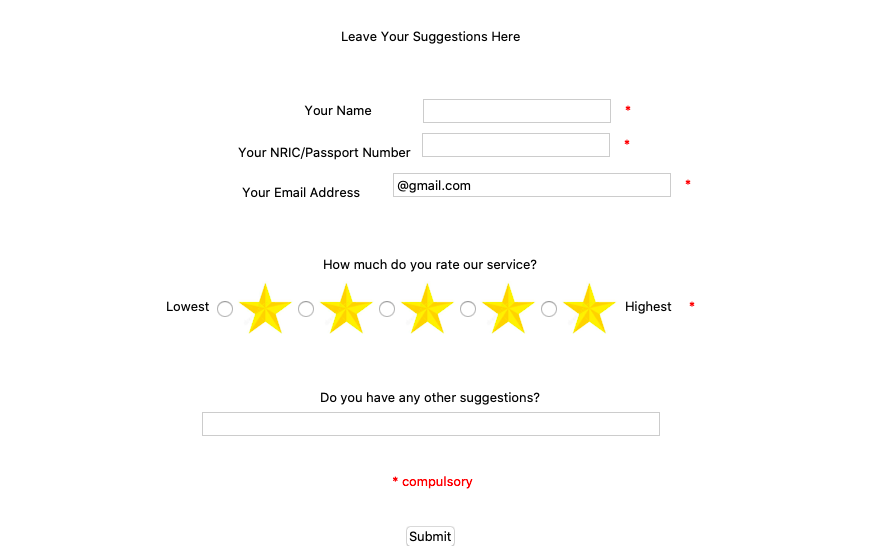 Leave Your Suggestions Here
Your Name *
Your NRIC/Passport Number *
Your Email Address @gmail.com *
How much do you rate our service?
Lowest Highest *
Do you have any other suggestions?
* compulsory
Submit